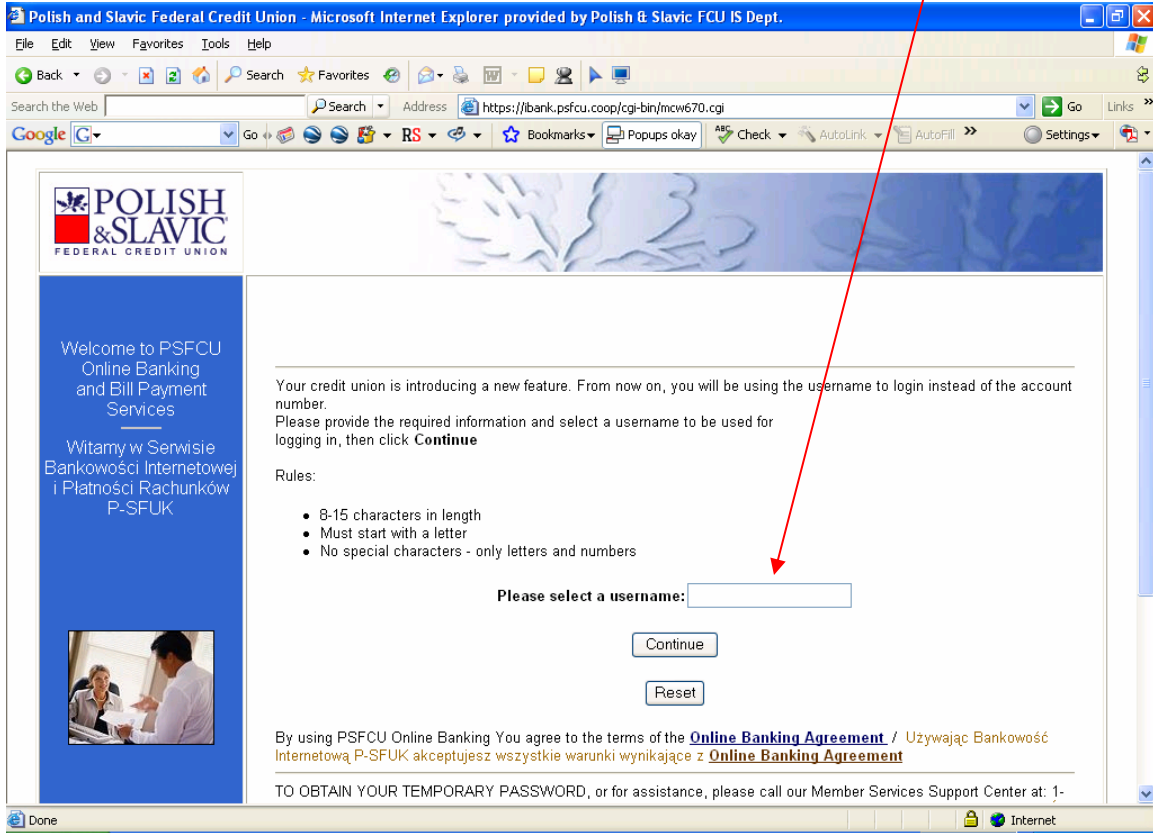 Polish and Slavic Federal Credit Union - Microsoft Internet Explorer provided by Polish & Slavic FCU IS Dept.
File Edit View Favorites Tools Help
Back Search Favorites
Search the Web Search Address https://ibank.psfcu.coop/cgi-bin/mcw670.cgi Go Links »
Google G Go RS Bookmarks Popups okay ABC Check AutoLink AutoFill » Settings
POLISH
&SLAVIC
FEDERAL CREDIT UNION
Welcome to PSFCU
Online Banking
and Bill Payment
Services
Witamy w Serwisie
Bankowości Internetowej
i Płatności Rachunków
P-SFUK
Your credit union is introducing a new feature. From now on, you will be using the username to login instead of the account
number.
Please provide the required information and select a username to be used for
logging in, then click Continue
Rules:
• 8-15 characters in length
• Must start with a letter
• No special characters - only letters and numbers
Please select a username:
Continue
Reset
By using PSFCU Online Banking You agree to the terms of the Online Banking Agreement / Używając Bankowość
Internetową P-SFUK akceptujesz wszystkie warunki wynikające z Online Banking Agreement
TO OBTAIN YOUR TEMPORARY PASSWORD, or for assistance, please call our Member Services Support Center at: 1-
Done Internet